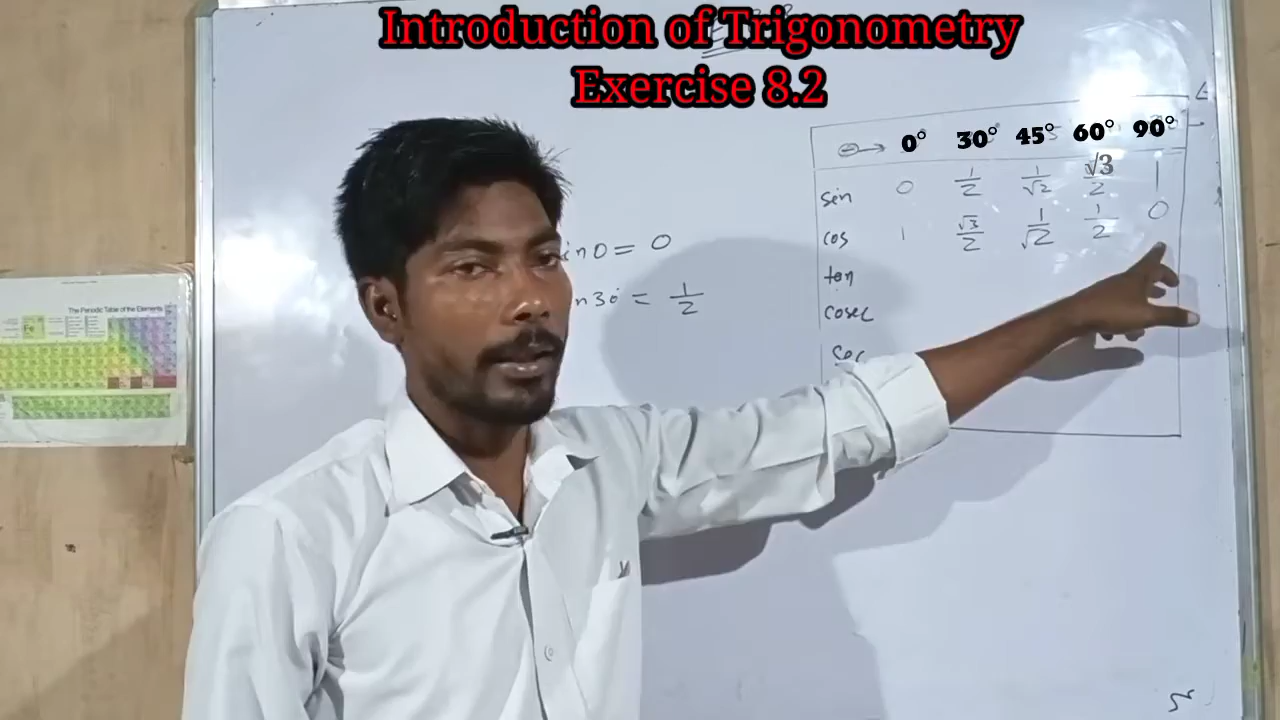 Introduction of Trigonometry
Exercise 8.2
The Periodic Table of the Elements
Fe
θ→ 0° 30° 45° 60° 90°
sin 0 1/2 1/√2 √3/2 1
cos 1 √3/2 1/√2 1/2 0
tan
cosec
sec
in0 = 0
n30 = 1/2